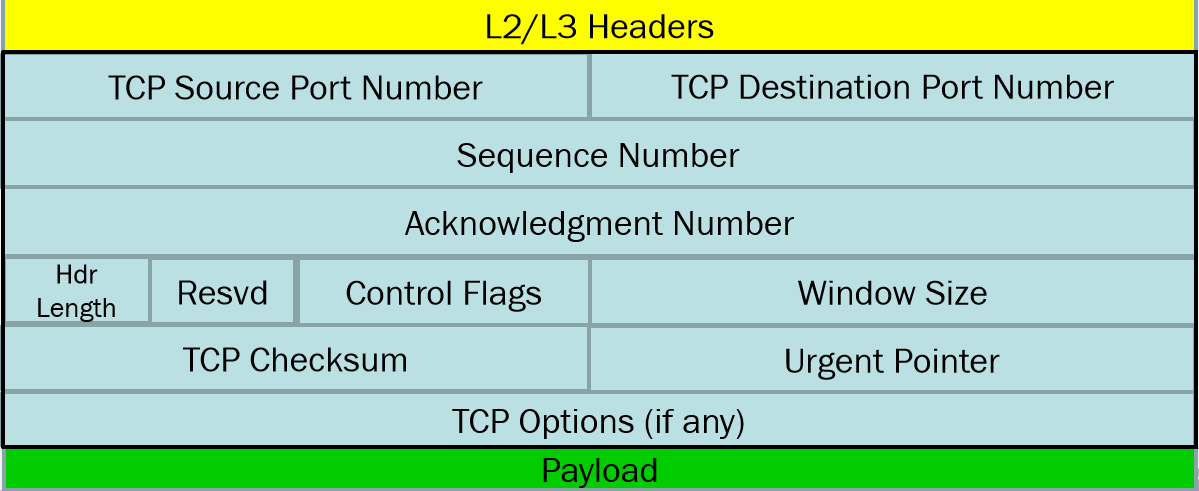 L2/L3 Headers
TCP Source Port Number
TCP Destination Port Number
Sequence Number
Acknowledgment Number
Hdr
Length
Resvd
Control Flags
Window Size
TCP Checksum
Urgent Pointer
TCP Options (if any)
Payload